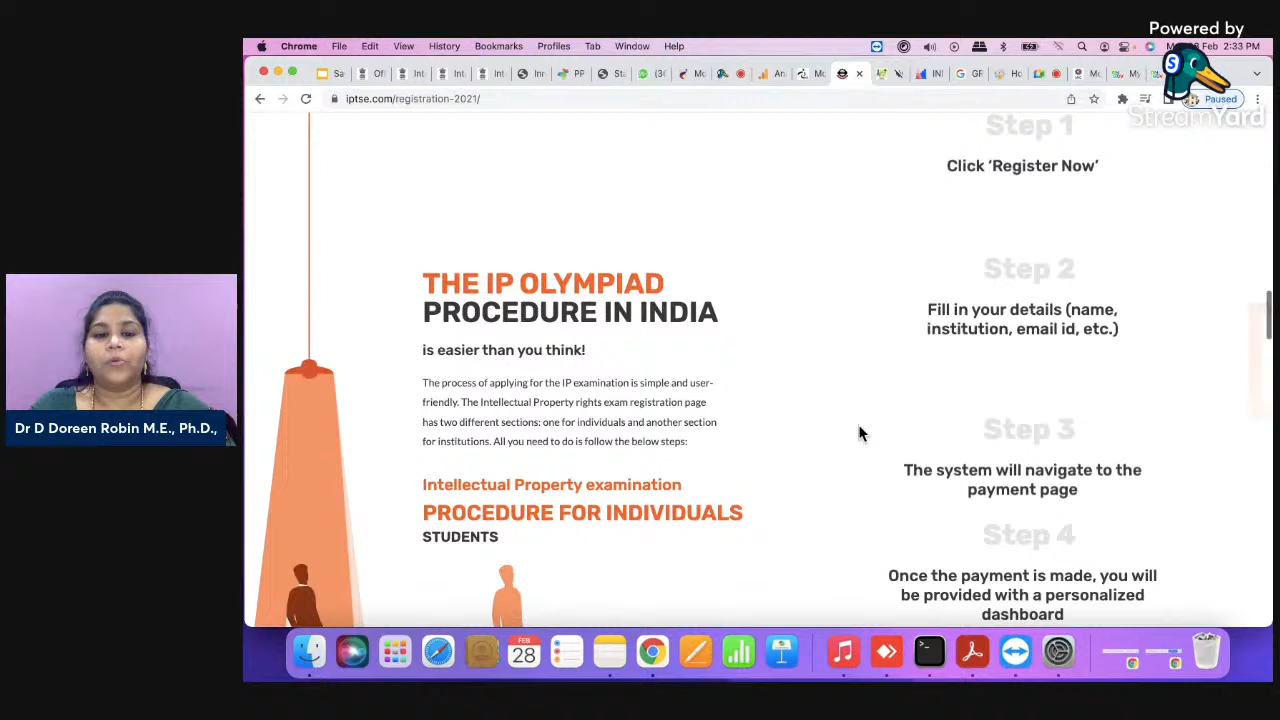 Powered by
StreamYard
Chrome File Edit View History Bookmarks Profiles Tab Window Help
Feb 2:33 PM
iptse.com/registration-2021/
Paused
Step 1
Click ‘Register Now’
THE IP OLYMPIAD
PROCEDURE IN INDIA
is easier than you think!
The process of applying for the IP examination is simple and user-
friendly. The Intellectual Property rights exam registration page
has two different sections: one for individuals and another section
for institutions. All you need to do is follow the below steps:
Intellectual Property examination
PROCEDURE FOR INDIVIDUALS
STUDENTS
Step 2
Fill in your details (name,
institution, email id, etc.)
Step 3
The system will navigate to the
payment page
Step 4
Once the payment is made, you will
be provided with a personalized
dashboard
Dr D Doreen Robin M.E., Ph.D.,
FEB
28